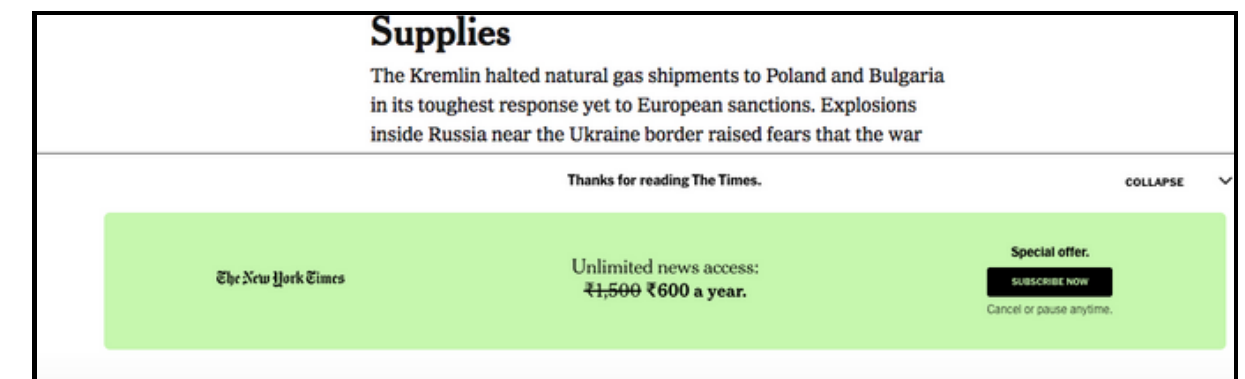 Supplies
The Kremlin halted natural gas shipments to Poland and Bulgaria
in its toughest response yet to European sanctions. Explosions
inside Russia near the Ukraine border raised fears that the war
Thanks for reading The Times.
COLLAPSE
The New York Times
Unlimited news access:
₹1,500 ₹600 a year.
Special offer.
SUBSCRIBE NOW
Cancel or pause anytime.